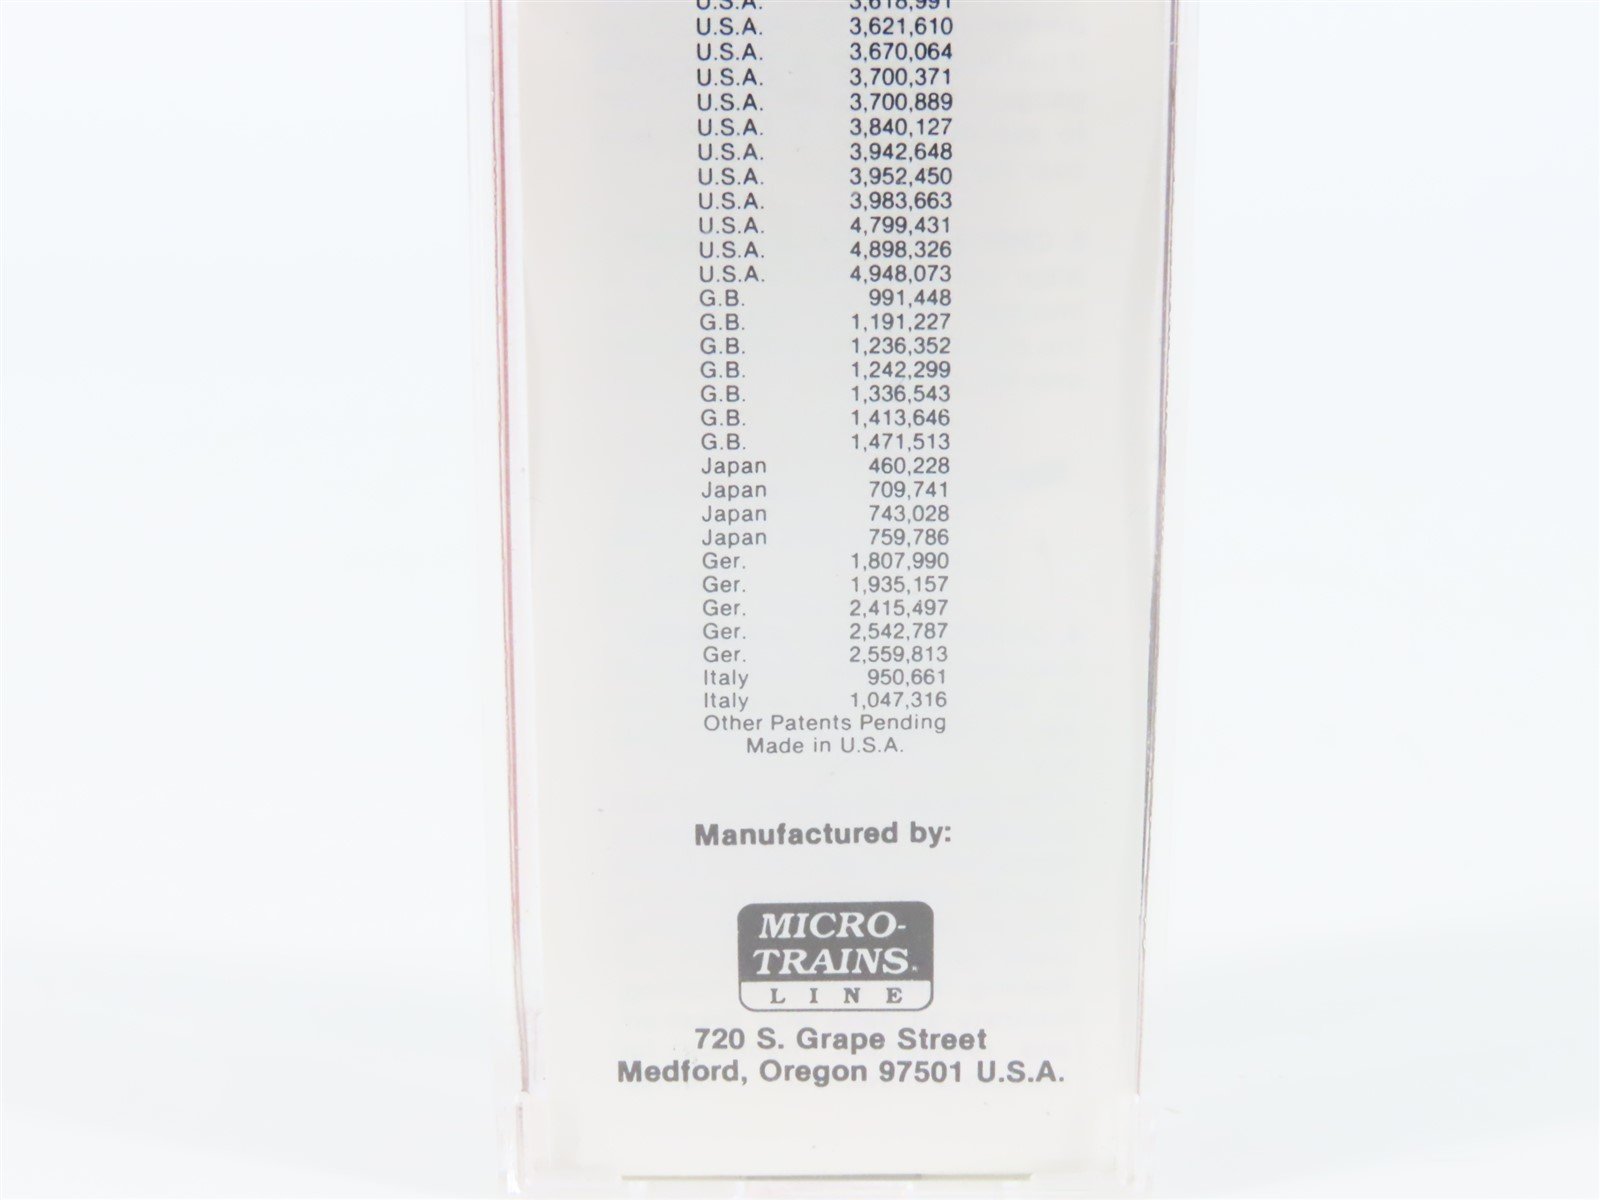 U.S.A. 3,618,991
U.S.A. 3,621,610
U.S.A. 3,670,064
U.S.A. 3,700,371
U.S.A. 3,700,889
U.S.A. 3,840,127
U.S.A. 3,942,648
U.S.A. 3,952,450
U.S.A. 3,983,663
U.S.A. 4,799,431
U.S.A. 4,898,326
U.S.A. 4,948,073
G.B. 991,448
G.B. 1,191,227
G.B. 1,236,352
G.B. 1,242,299
G.B. 1,336,543
G.B. 1,413,646
G.B. 1,471,513
Japan 460,228
Japan 709,741
Japan 743,028
Japan 759,786
Ger. 1,807,990
Ger. 1,935,157
Ger. 2,415,497
Ger. 2,542,787
Ger. 2,559,813
Italy 950,661
Italy 1,047,316
Other Patents Pending
Made in U.S.A.
Manufactured by:
MICRO-
TRAINS®
LINE
720 S. Grape Street
Medford, Oregon 97501 U.S.A.